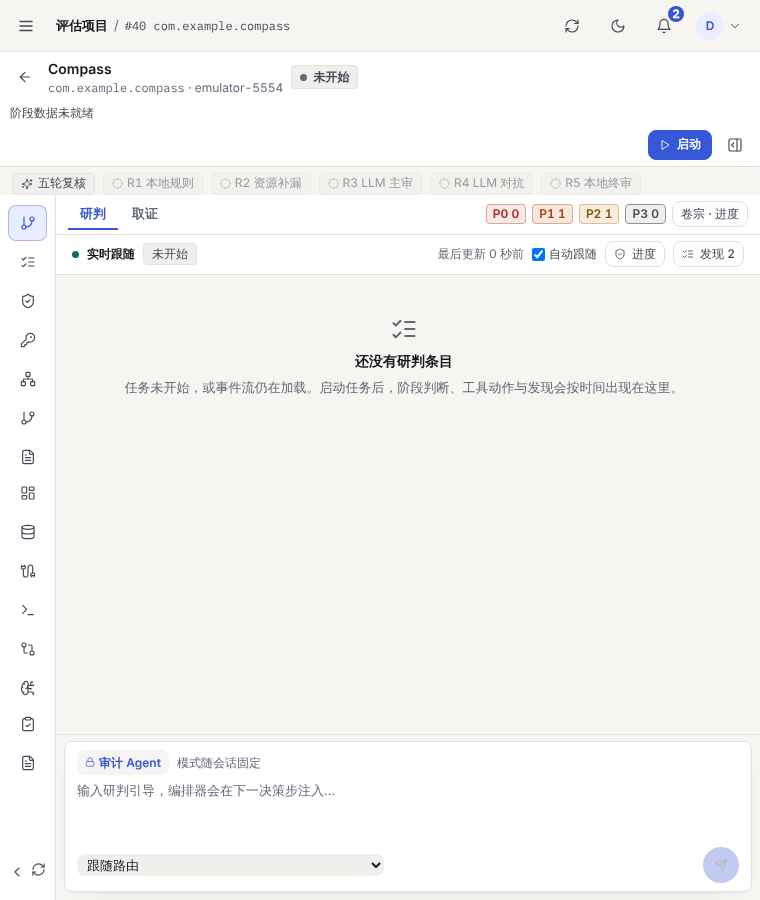 评估项目 / #40 com.example.compass
2
D
Compass
com.example.compass · emulator-5554
未开始
阶段数据未就绪
启动
五轮复核
R1 本地规则
R2 资源补漏
R3 LLM 主审
R4 LLM 对抗
R5 本地终审
研判
取证
P0 0
P1 1
P2 1
P3 0
卷宗 · 进度
实时跟随
未开始
最后更新 0 秒前
自动跟随
进度
发现 2
还没有研判条目
任务未开始，或事件流仍在加载。启动任务后，阶段判断、工具动作与发现会按时间出现在这里。
审计 Agent
模式随会话固定
输入研判引导，编排器会在下一决策步注入...
跟随路由